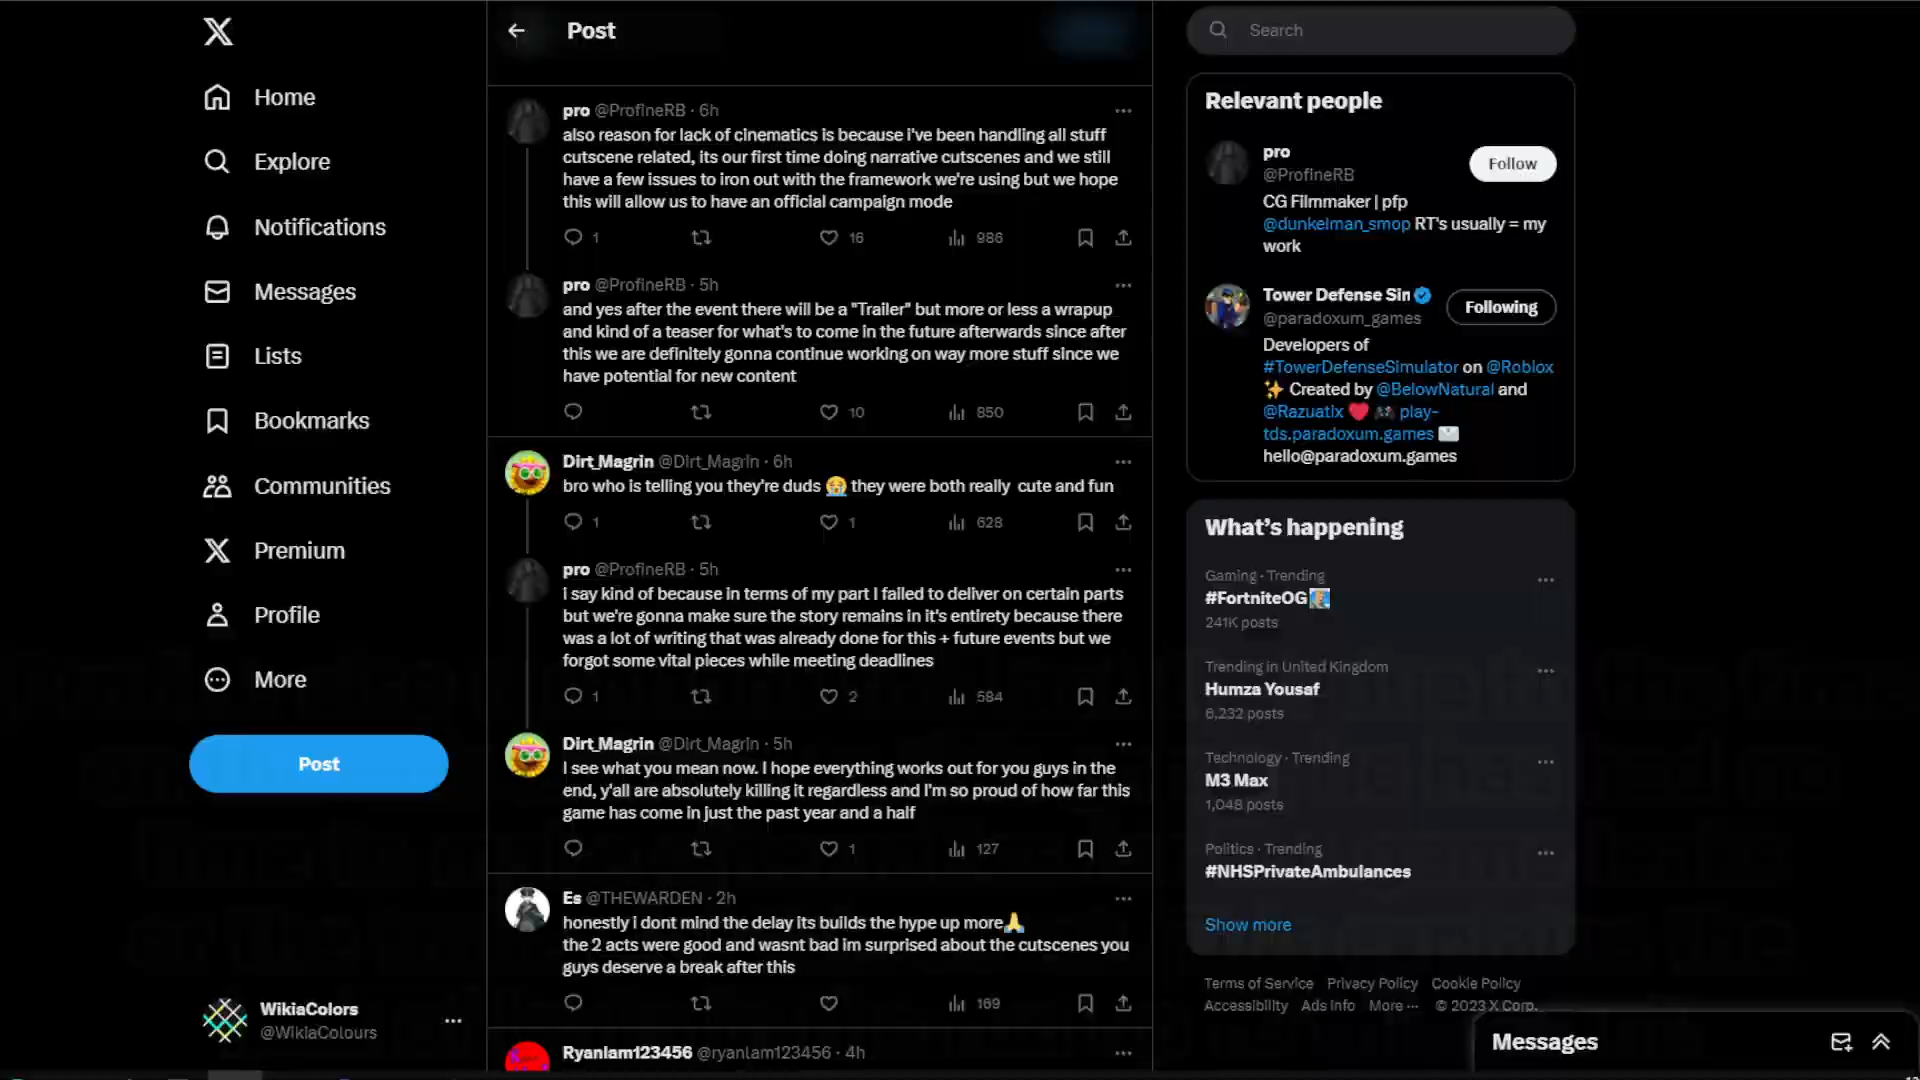 Home
Explore
Notifications
Messages
Lists
Bookmarks
Communities
Premium
Profile
More
Post
WikiaColors
@WikiaColours
Post
pro @ProfineRB · 6h
also reason for lack of cinematics is because i've been handling all stuff
cutscene related, its our first time doing narrative cutscenes and we still
have a few issues to iron out with the framework we're using but we hope
this will allow us to have an official campaign mode
1 16 986
pro @ProfineRB · 5h
and yes after the event there will be a "Trailer" but more or less a wrapup
and kind of a teaser for what's to come in the future afterwards since after
this we are definitely gonna continue working on way more stuff since we
have potential for new content
10 850
Dirt_Magrin @Dirt_Magrin · 6h
bro who is telling you they're duds 😭 they were both really cute and fun
1 1 628
pro @ProfineRB · 5h
I say kind of because in terms of my part I failed to deliver on certain parts
but we're gonna make sure the story remains in it's entirety because there
was a lot of writing that was already done for this + future events but we
forgot some vital pieces while meeting deadlines
1 2 584
Dirt_Magrin @Dirt_Magrin · 5h
I see what you mean now. I hope everything works out for you guys in the
end, y'all are absolutely killing it regardless and I'm so proud of how far this
game has come in just the past year and a half
1 127
Es @THEWARDEN · 2h
honestly i dont mind the delay its builds the hype up more🙏
the 2 acts were good and wasnt bad im surprised about the cutscenes you
guys deserve a break after this
169
Ryanlam123456 @ryanlam123456 · 4h
Search
Relevant people
pro
@ProfineRB
Follow
CG Filmmaker | pfp
@dunkelman_smop RT's usually = my
work
Tower Defense Sim
@paradoxum_games
Following
Developers of
#TowerDefenseSimulator on @Roblox
✨ Created by @BelowNatural and
@Razuatix ❤️ 🎮 play-
tds.paradoxum.games ✉️
hello@paradoxum.games
What's happening
Gaming · Trending
#FortniteOG
241K posts
Trending in United Kingdom
Humza Yousaf
6,232 posts
Technology · Trending
M3 Max
1,048 posts
Politics · Trending
#NHSPrivateAmbulances
Show more
Terms of Service Privacy Policy Cookie Policy
Accessibility Ads info More ··· © 2023 X Corp.
Messages